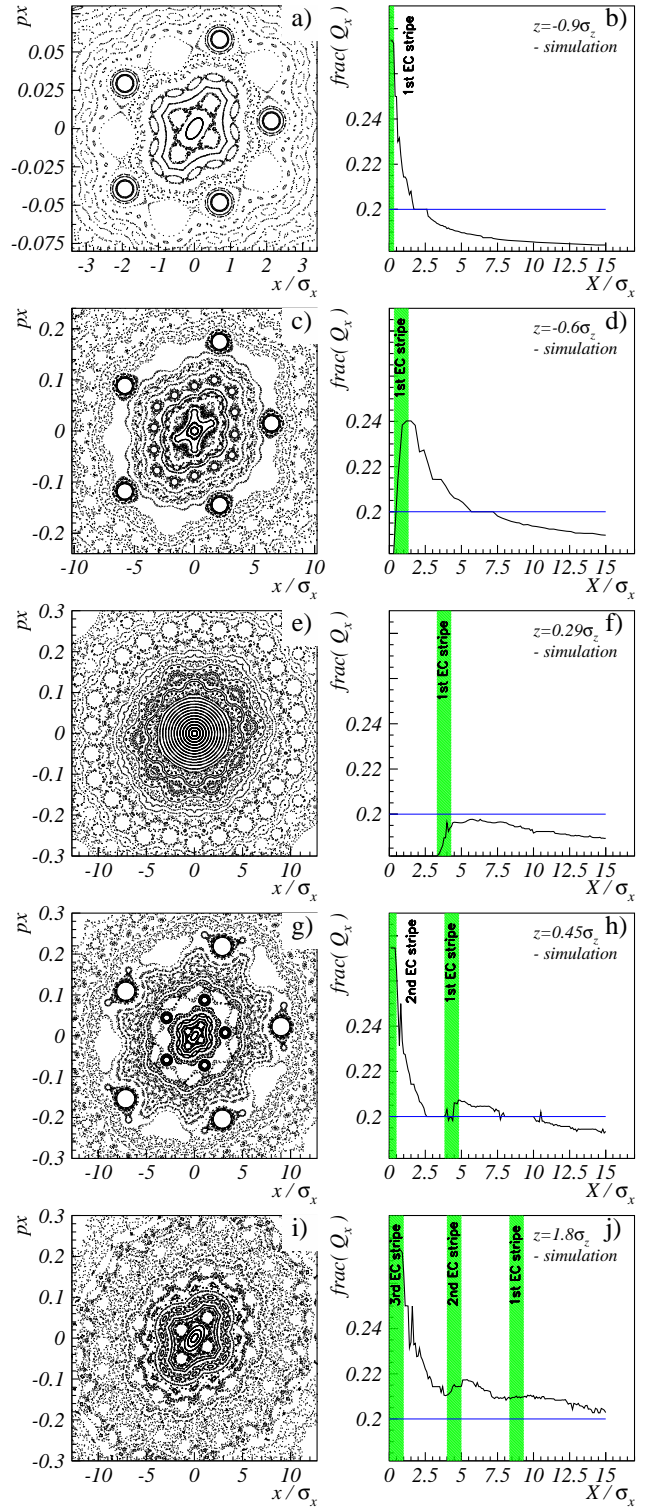 px
a)
0.05
0.025
0
-0.025
-0.05
-0.075
-3 -2 -1 0 1 2 3
x / σx
frac( Qx )
b)
z=-0.9σz
- simulation
1st EC stripe
0.24
0.22
0.2
0 2.5 5 7.5 10 12.5 15
X / σx
px
c)
0.2
0.1
0
-0.1
-0.2
-10 -5 0 5 10
x / σx
frac( Qx )
d)
z=-0.6σz
- simulation
1st EC stripe
0.24
0.22
0.2
0 2.5 5 7.5 10 12.5 15
X / σx
px
e)
0.3
0.2
0.1
0
-0.1
-0.2
-0.3
-10 -5 0 5 10
x / σx
frac( Qx )
f)
z=0.29σz
- simulation
1st EC stripe
0.24
0.22
0.2
0 2.5 5 7.5 10 12.5 15
X / σx
px
g)
0.3
0.2
0.1
0
-0.1
-0.2
-0.3
-10 -5 0 5 10
x / σx
frac( Qx )
h)
z=0.45σz
- simulation
2nd EC stripe
1st EC stripe
0.24
0.22
0.2
0 2.5 5 7.5 10 12.5 15
X / σx
px
i)
0.3
0.2
0.1
0
-0.1
-0.2
-0.3
-10 -5 0 5 10
x / σx
frac( Qx )
j)
z=1.8σz
- simulation
3rd EC stripe
2nd EC stripe
1st EC stripe
0.24
0.22
0.2
0 2.5 5 7.5 10 12.5 15
X / σx